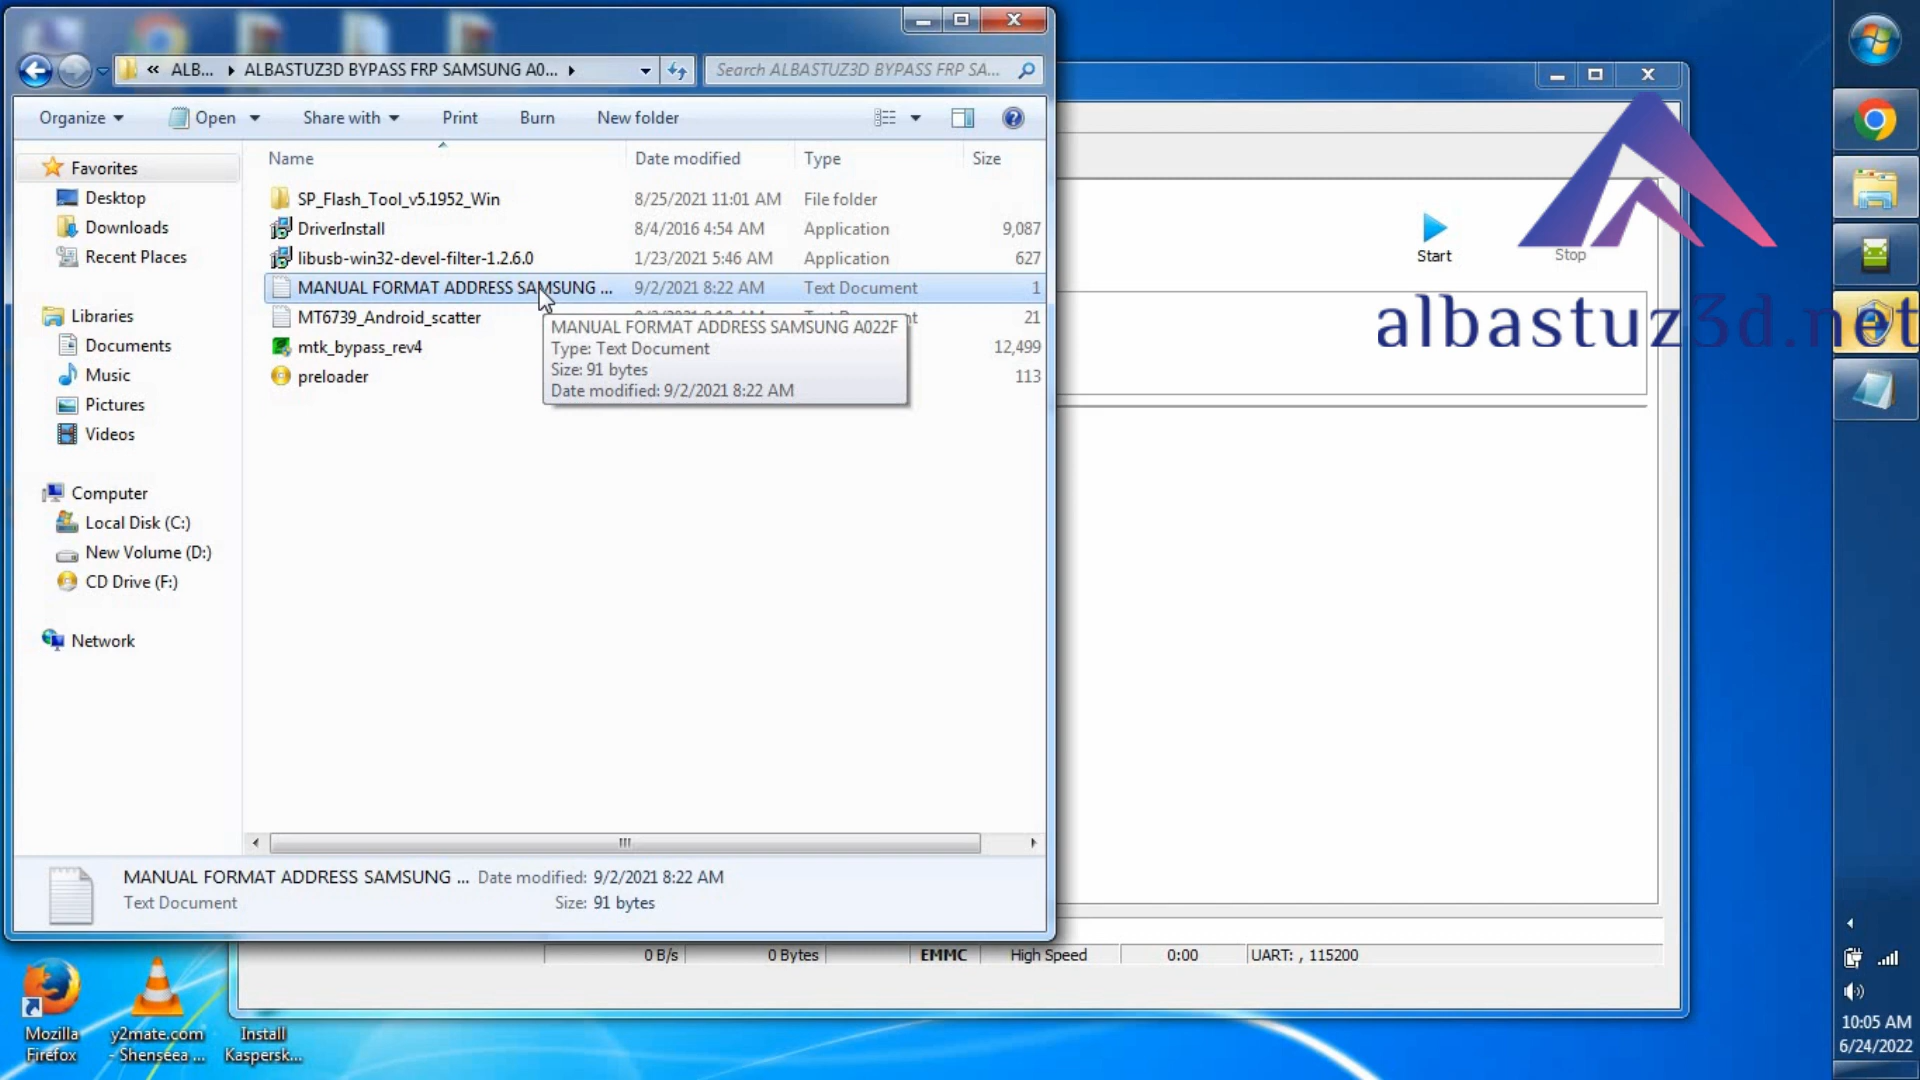 « ALB... ▸ ALBASTUZ3D BYPASS FRP SAMSUNG A0... ▸
Search ALBASTUZ3D BYPASS FRP SA...
Organize Open Share with Print Burn New folder
Name Date modified Type Size
Favorites
Desktop
Downloads
Recent Places
Libraries
Documents
Music
Pictures
Videos
Computer
Local Disk (C:)
New Volume (D:)
CD Drive (F:)
Network
SP_Flash_Tool_v5.1952_Win 8/25/2021 11:01 AM File folder
DriverInstall 8/4/2016 4:54 AM Application 9,087
libusb-win32-devel-filter-1.2.6.0 1/23/2021 5:46 AM Application 627
MANUAL FORMAT ADDRESS SAMSUNG ... 9/2/2021 8:22 AM Text Document 1
MT6739_Android_scatter 21
mtk_bypass_rev4 12,499
preloader 113
MANUAL FORMAT ADDRESS SAMSUNG A022F
Type: Text Document
Size: 91 bytes
Date modified: 9/2/2021 8:22 AM
MANUAL FORMAT ADDRESS SAMSUNG ... Date modified: 9/2/2021 8:22 AM
Text Document Size: 91 bytes
Start
Stop
albastuz3d.net
0 B/s 0 Bytes EMMC High Speed 0:00 UART: , 115200
Mozilla Firefox
y2mate.com - Shenseea ...
Install Kaspersk...
10:05 AM
6/24/2022